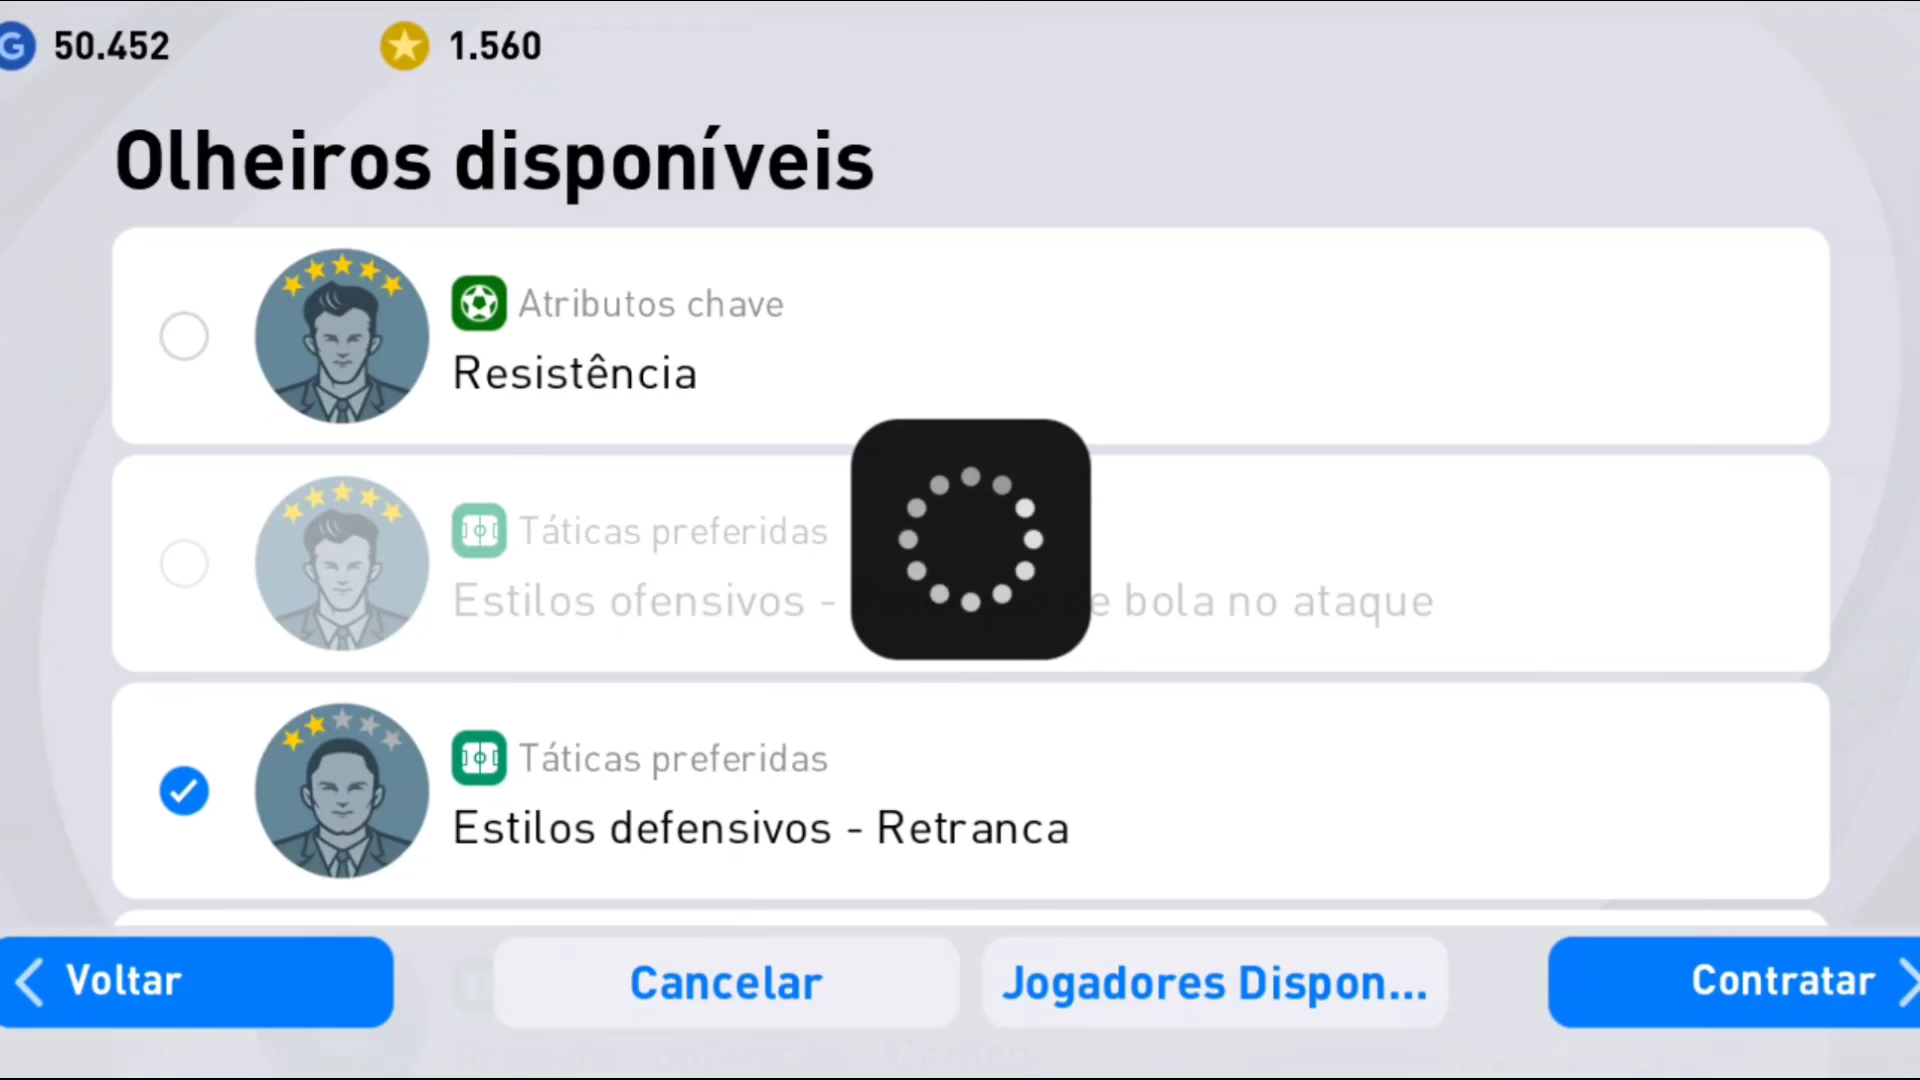 G 50.452
1.560
Olheiros disponíveis
Atributos chave
Resistência
Táticas preferidas
Estilos ofensivos - e bola no ataque
Táticas preferidas
Estilos defensivos - Retranca
Voltar
Cancelar
Jogadores Dispon...
Contratar